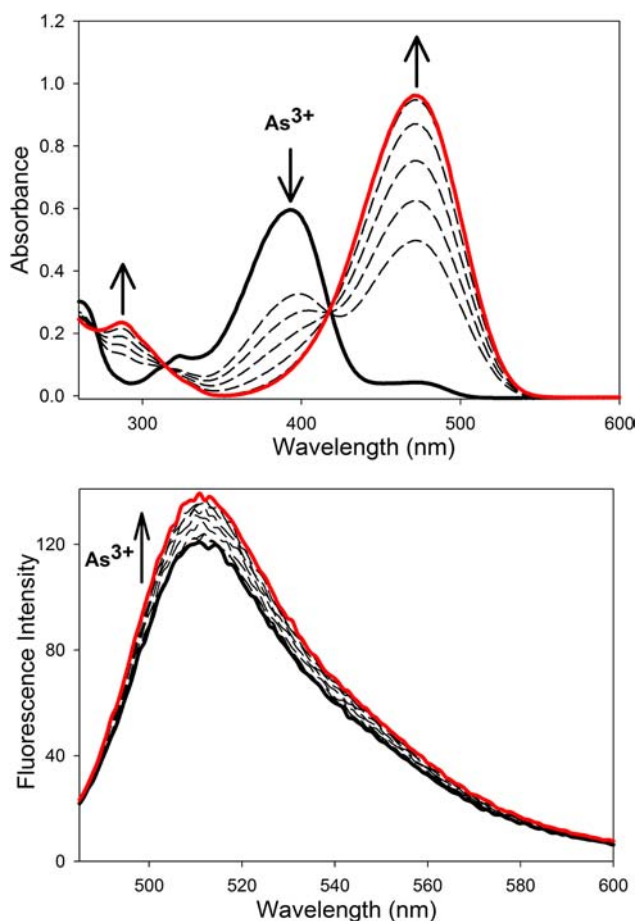 1.2
1.0
0.8
0.6
0.4
0.2
0.0
Absorbance
As3+
300 400 500 600
Wavelength (nm)
120
80
40
0
Fluorescence Intensity
As3+
500 520 540 560 580 600
Wavelength (nm)